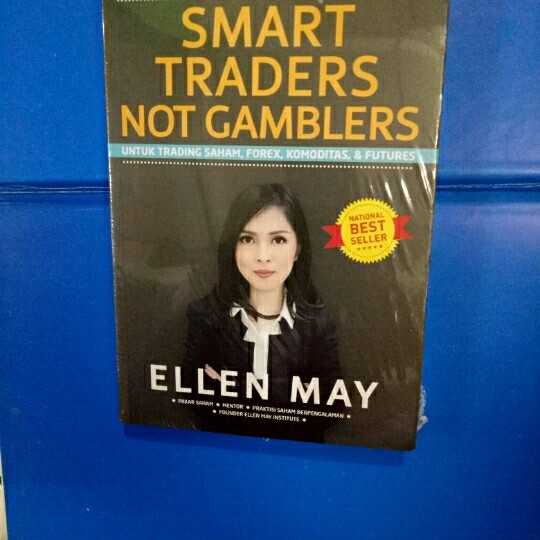 SMART
TRADERS
NOT GAMBLERS
UNTUK TRADING SAHAM, FOREX, KOMODITAS, & FUTURES
NATIONAL
BEST
SELLER
ELLEN MAY
• PAKAR SAHAM • MENTOR • PRAKTISI SAHAM BERPENGALAMAN •
• FOUNDER ELLEN MAY INSTITUTE •